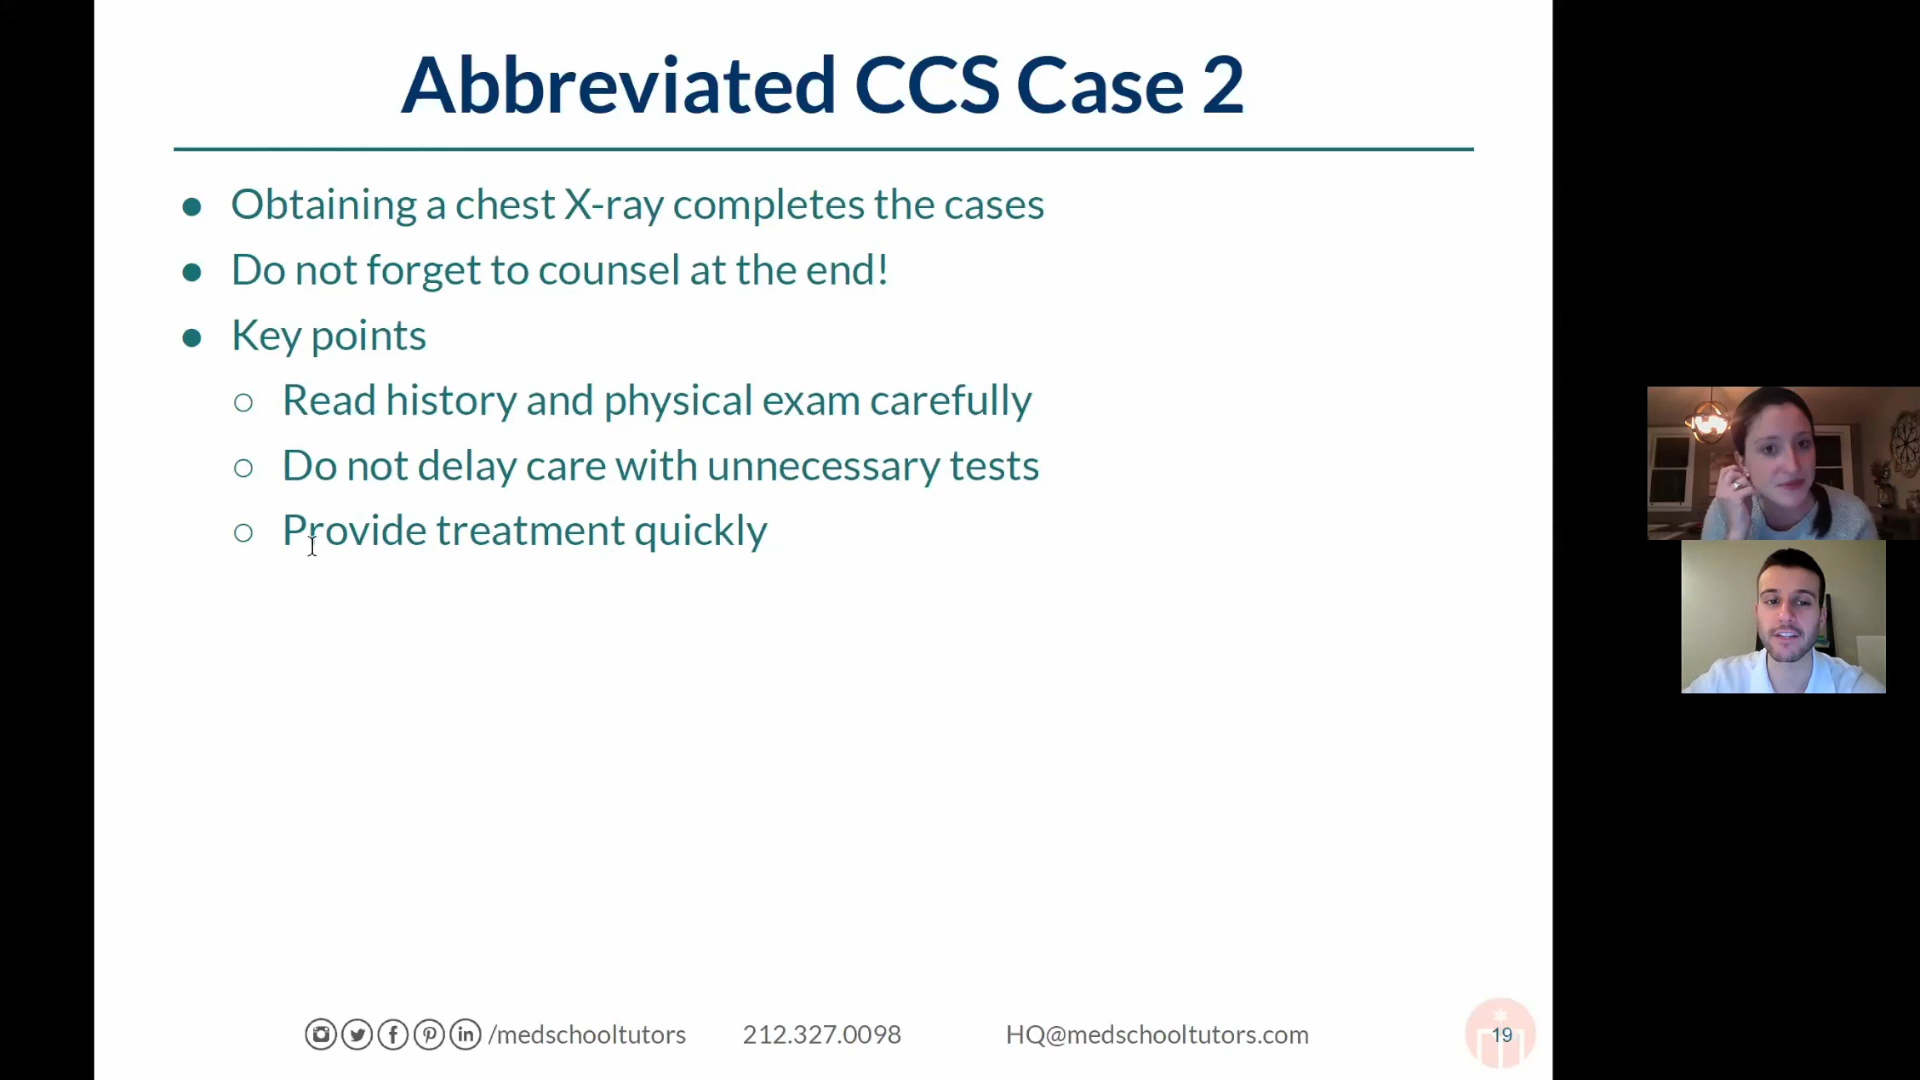 Abbreviated CCS Case 2
● Obtaining a chest X-ray completes the cases
● Do not forget to counsel at the end!
● Key points
○ Read history and physical exam carefully
○ Do not delay care with unnecessary tests
○ Provide treatment quickly
/medschooltutors 212.327.0098 HQ@medschooltutors.com 19